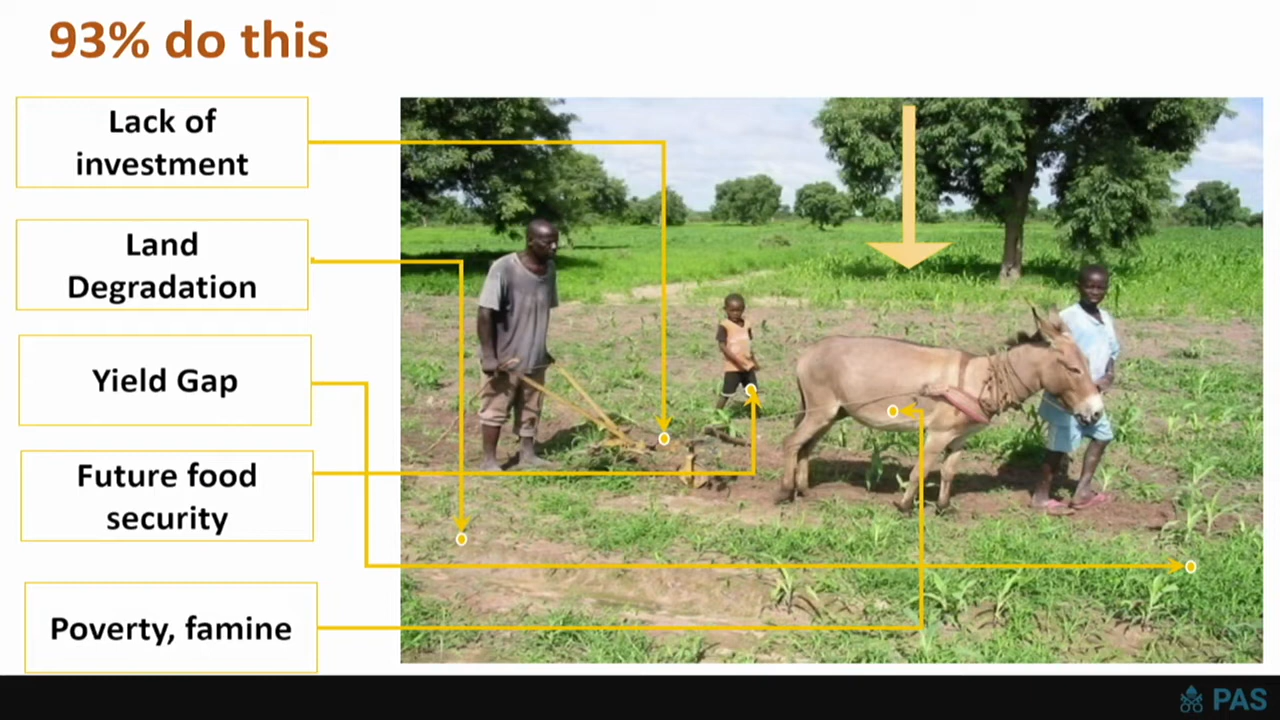 93% do this
Lack of
investment
Land
Degradation
Yield Gap
Future food
security
Poverty, famine
PAS